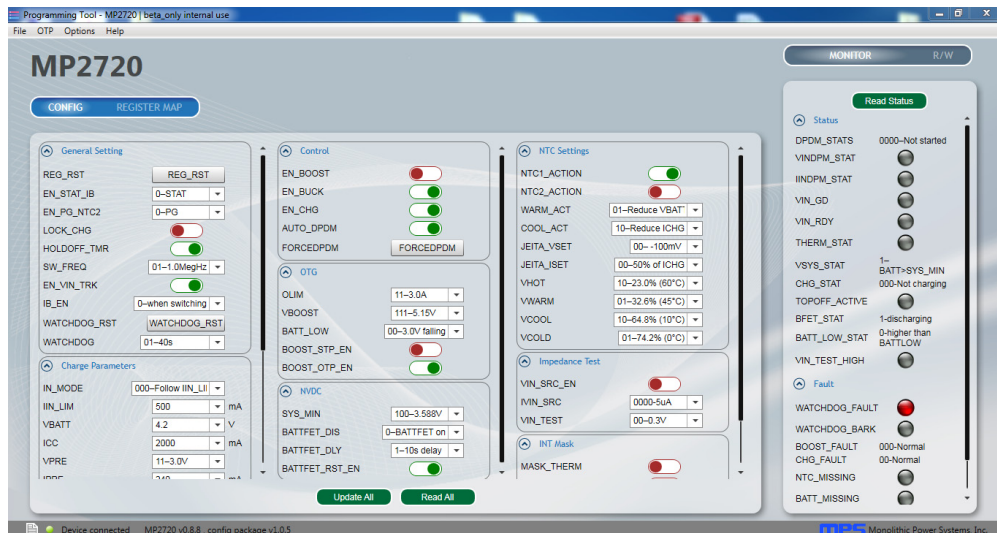 Programming Tool - MP2720 | beta_only internal use
File OTP Options Help
MP2720
MONITOR R/W
CONFIG REGISTER MAP
General Setting
REG_RST REG_RST
EN_STAT_IB 0–STAT
EN_PG_NTC2 0–PG
LOCK_CHG
HOLDOFF_TMR
SW_FREQ 01–1.0MegHz
EN_VIN_TRK
IB_EN 0–when switching
WATCHDOG_RST WATCHDOG_RST
WATCHDOG 01–40s
Charge Parameters
IN_MODE 000–Follow IIN_LII
IIN_LIM 500 mA
VBATT 4.2 V
ICC 2000 mA
VPRE 11–3.0V
Control
EN_BOOST
EN_BUCK
EN_CHG
AUTO_DPDM
FORCEDPDM FORCEDPDM
OTG
OLIM 11–3.0A
VBOOST 111–5.15V
BATT_LOW 00–3.0V falling
BOOST_STP_EN
BOOST_OTP_EN
NVDC
SYS_MIN 100–3.588V
BATTFET_DIS 0–BATTFET on
BATTFET_DLY 1–10s delay
BATTFET_RST_EN
NTC Settings
NTC1_ACTION
NTC2_ACTION
WARM_ACT 01–Reduce VBAT
COOL_ACT 10–Reduce ICHG
JEITA_VSET 00– -100mV
JEITA_ISET 00–50% of ICHG
VHOT 10–23.0% (60°C)
VWARM 01–32.6% (45°C)
VCOOL 10–64.8% (10°C)
VCOLD 01–74.2% (0°C)
Impedance Test
VIN_SRC_EN
IVIN_SRC 0000-5uA
VIN_TEST 00–0.3V
INT Mask
MASK_THERM
Update All Read All
Read Status
Status
DPDM_STATS 0000–Not started
VINDPM_STAT
IINDPM_STAT
VIN_GD
VIN_RDY
THERM_STAT
VSYS_STAT 1–
BATT>SYS_MIN
CHG_STAT 000-Not charging
TOPOFF_ACTIVE
BFET_STAT 1-discharging
BATT_LOW_STAT 0-higher than
BATTLOW
VIN_TEST_HIGH
Fault
WATCHDOG_FAULT
WATCHDOG_BARK
BOOST_FAULT 000-Normal
CHG_FAULT 00-Normal
NTC_MISSING
BATT_MISSING
Device connected MP2720 v0.8.8 config package v1.0.5
MPS Monolithic Power Systems, Inc.